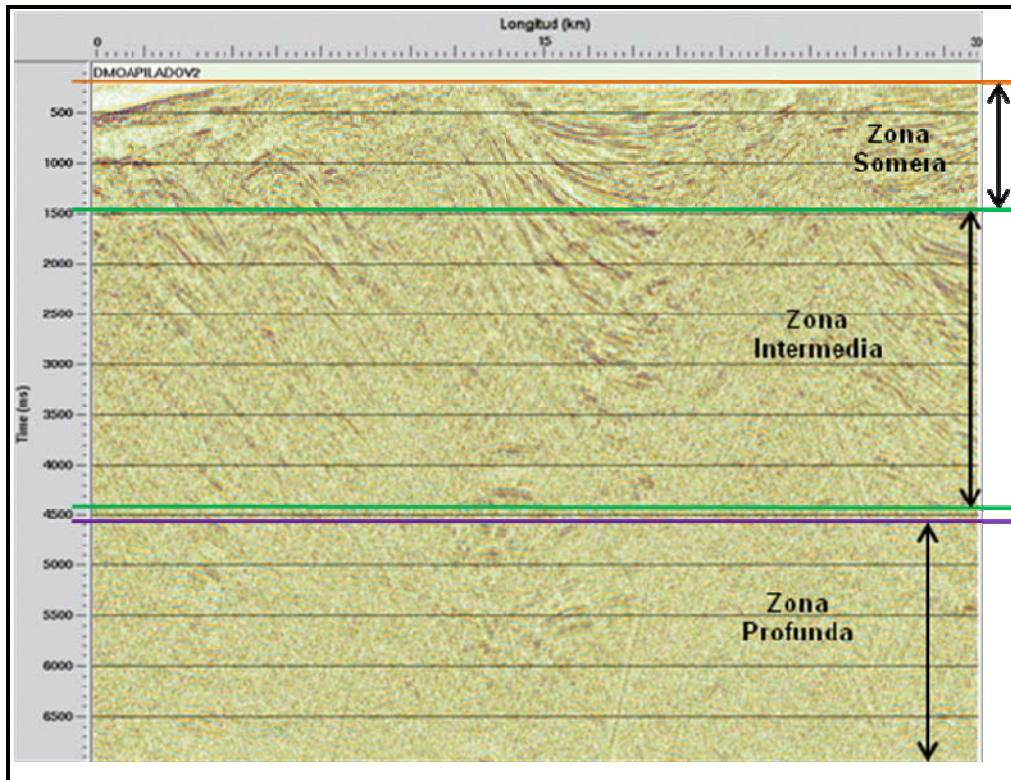 Longitud (km)
0 15 30
DMOAPILADOV2
500
Zona
Somera
1000
1500
2000
2500
Zona
Intermedia
3000
Time (ms)
3500
4000
4500
5000
5500
Zona
Profunda
6000
6500